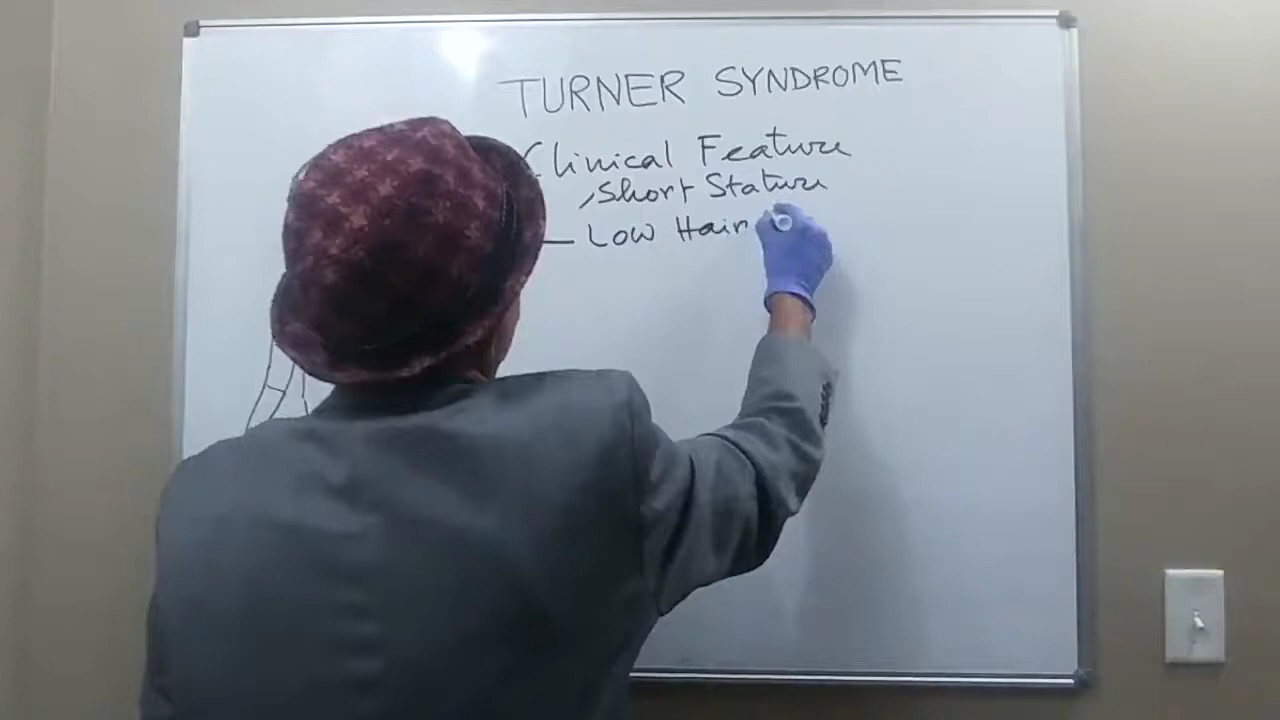 TURNER SYNDROME
Clinical Feature
Short Stature
— Low Hair